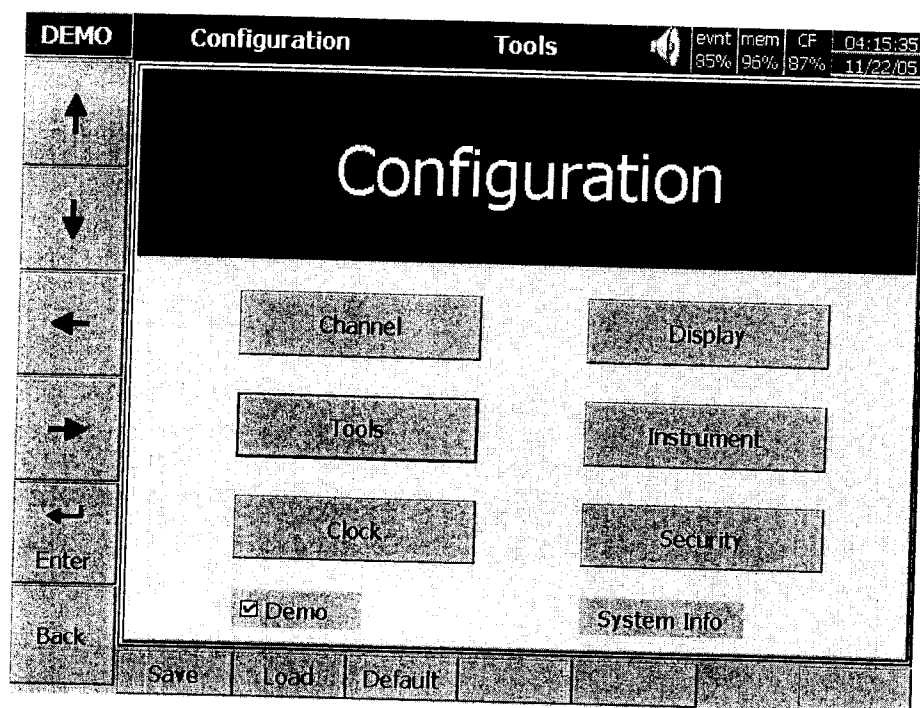 DEMO Configuration Tools evnt mem CF 04:15:35
95% 96% 97% 11/22/05
Configuration
Channel Display
Tools Instrument
Clock Security
Enter
Demo System Info
Back
Save Load Default